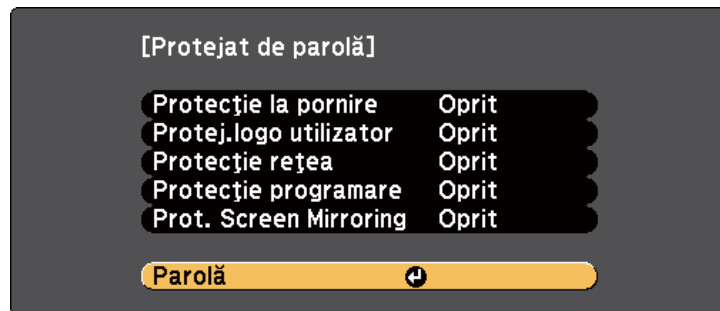 [Protejat de parolă]
Protecţie la pornire Oprit
Protej.logo utilizator Oprit
Protecţie reţea Oprit
Protecţie programare Oprit
Prot. Screen Mirroring Oprit
Parolă